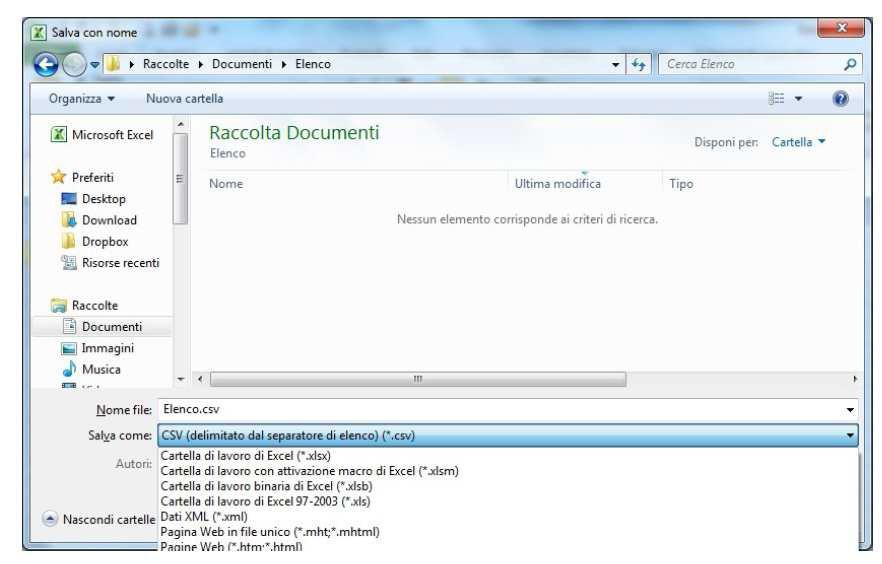 Salva con nome
Raccolte Documenti Elenco
Cerca Elenco
Organizza Nuova cartella
Microsoft Excel
Preferiti
Desktop
Download
Dropbox
Risorse recenti
Raccolte
Documenti
Immagini
Musica
Raccolta Documenti
Elenco
Disponi per: Cartella
Nome Ultima modifica Tipo
Nessun elemento corrisponde ai criteri di ricerca.
Nome file: Elenco.csv
Salva come: CSV (delimitato dal separatore di elenco) (*.csv)
Autori:
Cartella di lavoro di Excel (*.xlsx)
Cartella di lavoro con attivazione macro di Excel (*.xlsm)
Cartella di lavoro binaria di Excel (*.xlsb)
Cartella di lavoro di Excel 97-2003 (*.xls)
Dati XML (*.xml)
Pagina Web in file unico (*.mht;*.mhtml)
Pagine Web (*.htm;*.html)
Nascondi cartelle